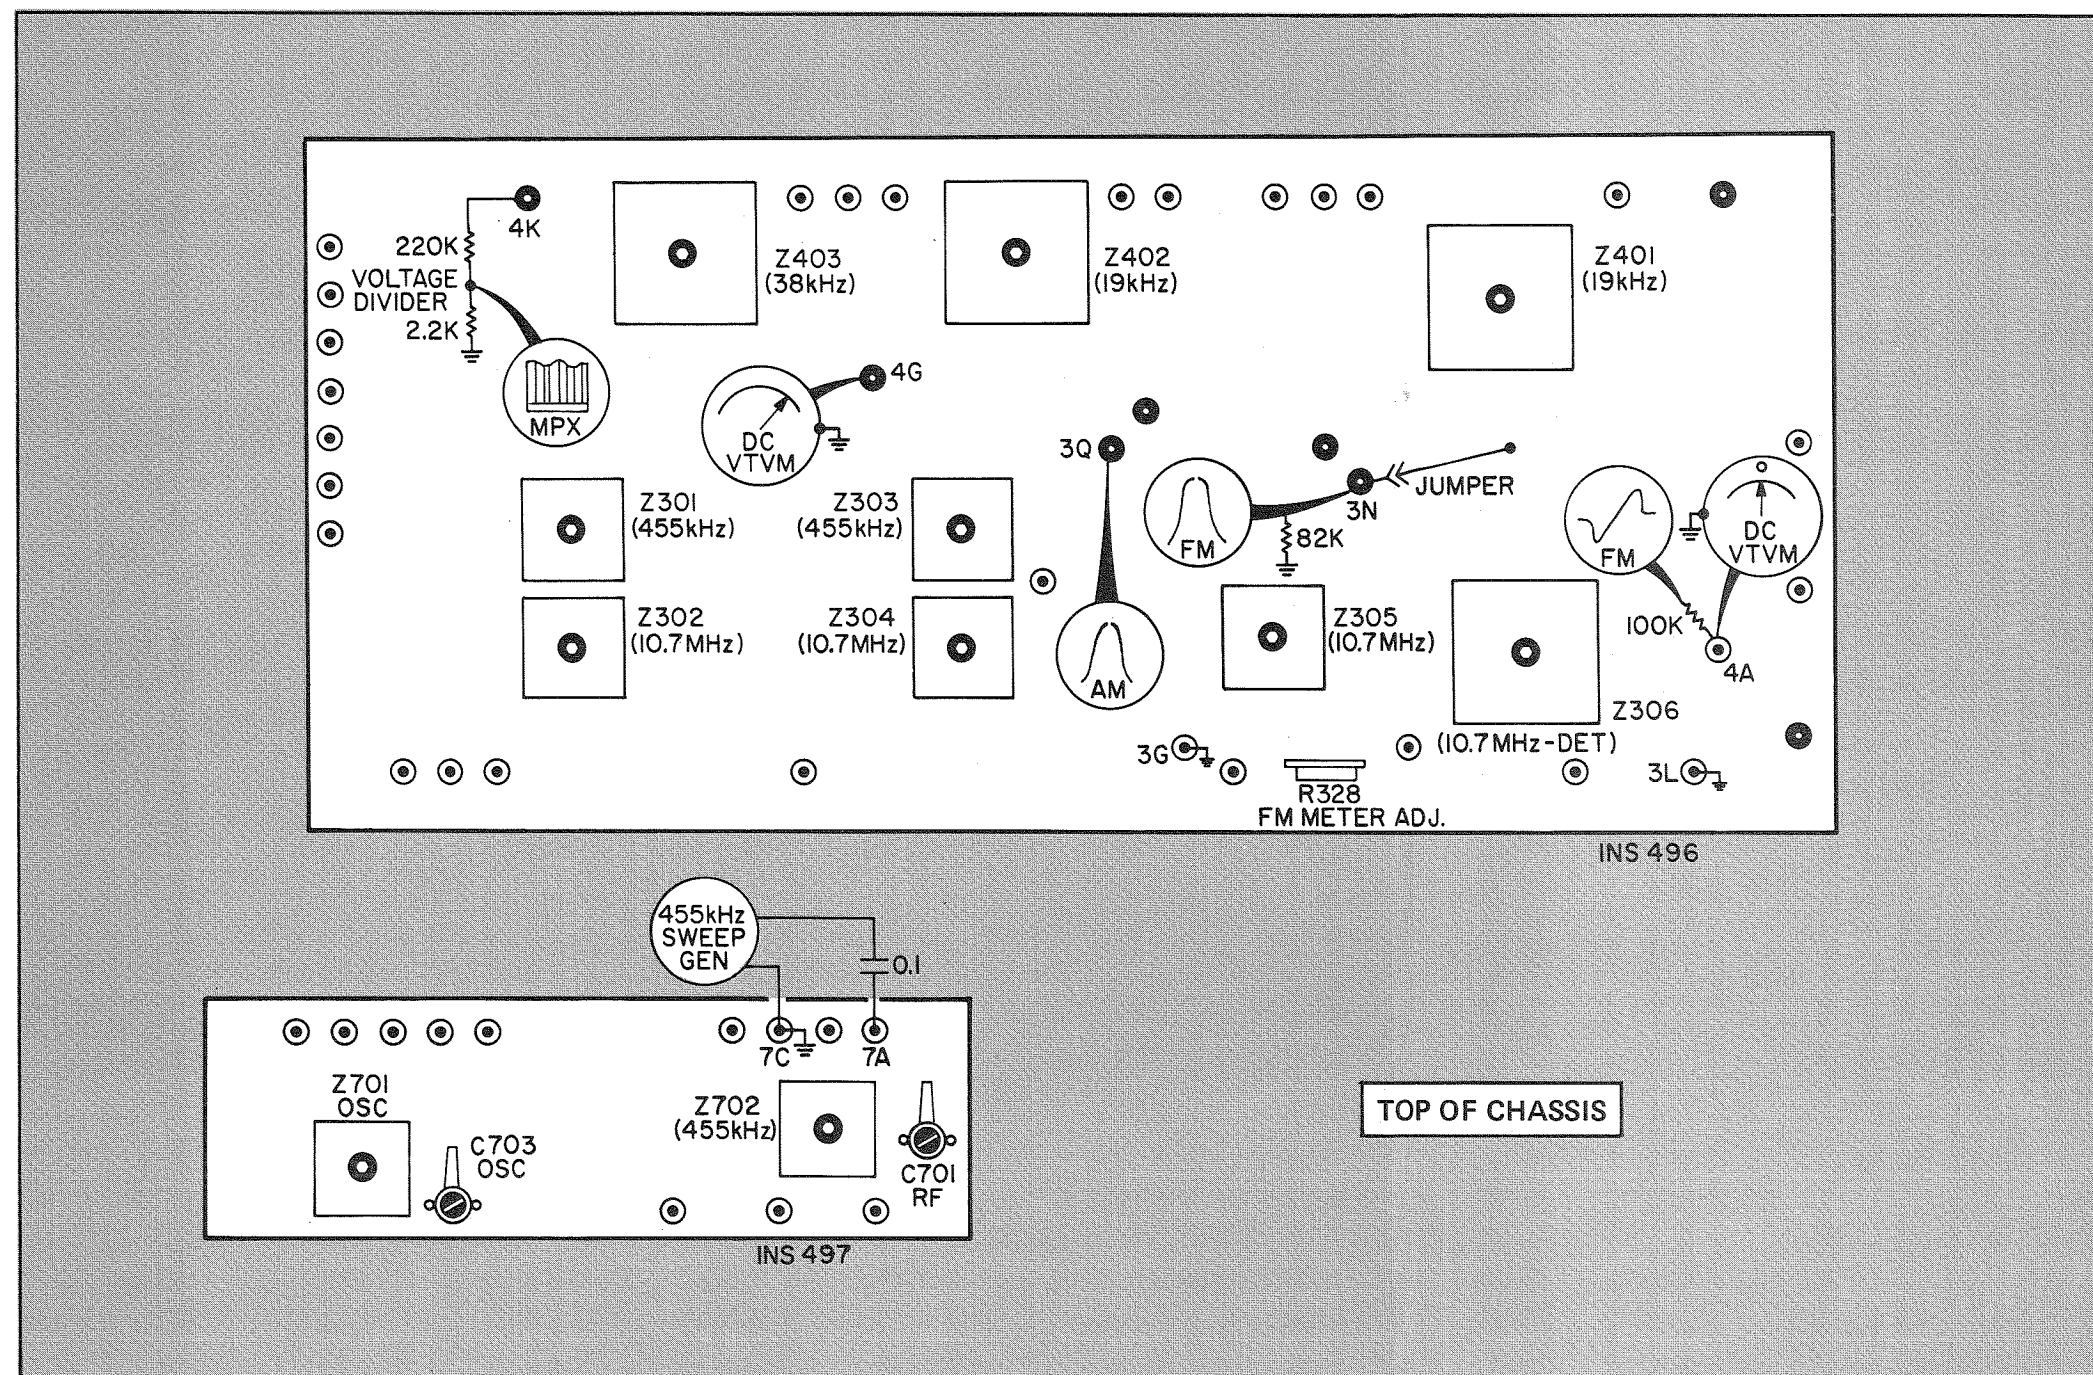 4K
220K
VOLTAGE
DIVIDER
2.2K
MPX
Z403
(38kHz)
Z402
(19kHz)
Z401
(19kHz)
4G
DC
VTVM
3Q
JUMPER
3N
FM
82K
FM
DC
VTVM
100K
4A
Z301
(455kHz)
Z303
(455kHz)
Z302
(10.7MHz)
Z304
(10.7MHz)
AM
Z305
(10.7MHz)
Z306
(10.7MHz-DET)
3G
3L
R328
FM METER ADJ.
INS 496
455kHz
SWEEP
GEN
0.1
7C
7A
Z701
OSC
C703
OSC
Z702
(455kHz)
C701
RF
INS 497
TOP OF CHASSIS